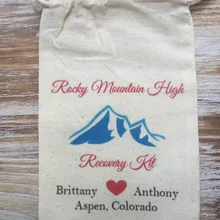 Rocky Mountain High
Recovery Kit
Brittany Anthony
Aspen, Colorado